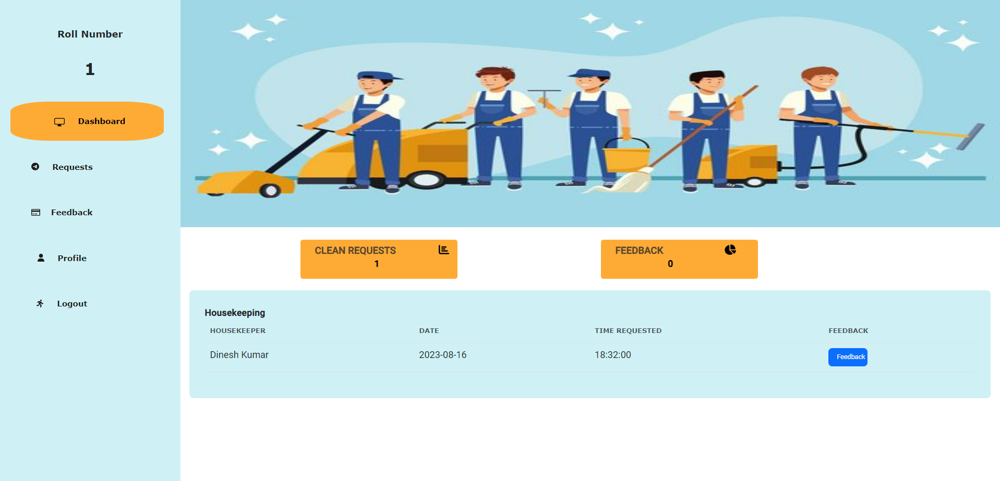 Roll Number
1
Dashboard
Requests
Feedback
Profile
Logout
CLEAN REQUESTS
1
FEEDBACK
0
Housekeeping
HOUSEKEEPER DATE TIME REQUESTED FEEDBACK
Dinesh Kumar 2023-08-16 18:32:00 Feedback